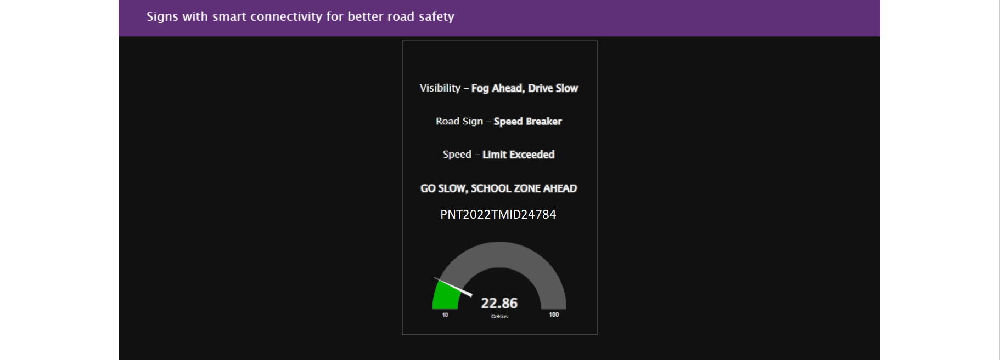 Signs with smart connectivity for better road safety
Visibility – Fog Ahead, Drive Slow
Road Sign – Speed Breaker
Speed – Limit Exceeded
GO SLOW, SCHOOL ZONE AHEAD
PNT2022TMID24784
22.86
10
Celsius
100